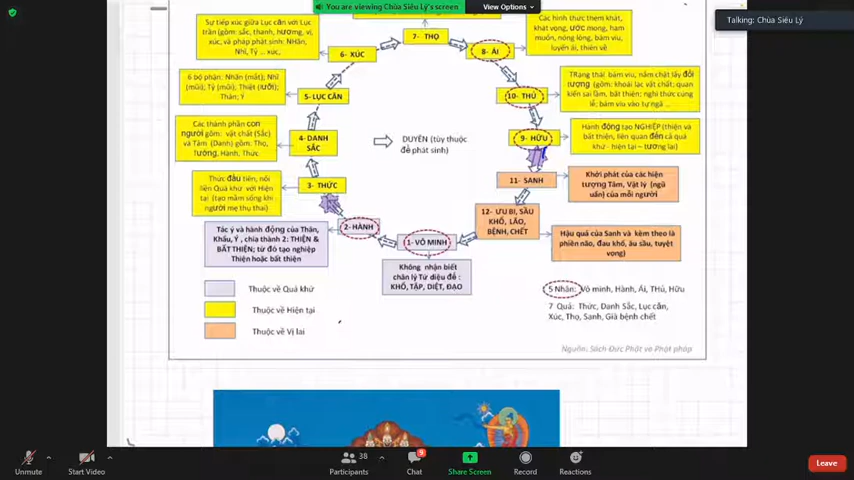 You are viewing Chùa Siêu Lý's screen
View Options
Talking: Chùa Siêu Lý
Sự tiếp xúc giữa Lục căn với Lục
trần (gồm: sắc, thanh, hương, vị,
xúc, và pháp phát sinh: Nhãn,
Nhĩ, Tỷ ... xúc,
6- XÚC
7- THỌ
8- ÁI
Các hình thức thèm khát,
khát vọng, ước mong, ham
muốn, nóng lòng, bám víu,
luyến ái, thiên về
6 bộ phận: Nhãn (mắt); Nhĩ
(mũi); Tỷ (mũi); Thiệt (lưỡi);
Thân; Ý
5- LỤC CĂN
10- THỦ
TRạng thái bám víu, nắm chặt lấy đối
tượng (gồm: khoái lạc vật chất; quan
kiến sai lầm, bất thiện; nghi thức cúng
lễ; bám víu vào tự ngã ...
Các thành phần con
người gồm: vật chất (Sắc)
và Tâm (Danh) gồm: Thọ,
Tưởng, Hành, Thức
4- DANH
SẮC
DUYÊN (tùy thuộc
để phát sinh)
9- HỮU
Hành động tạo NGHIỆP (thiện và
bất thiện, liên quan đến cả quá
khứ - hiện tại – tương lai)
Thức đầu tiên, nối
liền Quá khứ với Hiện
tại (tạo mầm sống khi
người mẹ thụ thai)
3- THỨC
11- SANH
Khởi phát của các hiện
tượng Tâm, Vật lý (ngũ
uẩn) của mỗi người
Tác ý và hành động của Thân,
Khẩu, Ý , chia thành 2: THIỆN &
BẤT THIỆN; từ đó tạo nghiệp
Thiện hoặc bất thiện
2- HÀNH
1- VÔ MINH
12- ƯU BI, SẦU
KHỔ, LÃO,
BỆNH, CHẾT
Hậu quả của Sanh và kèm theo là
phiền não, đau khổ, âu sầu, tuyệt
vọng)
Không nhận biết
chân lý Tứ diệu đế :
KHỔ, TẬP, DIỆT, ĐẠO
Thuộc về Quá khứ
Thuộc về Hiện tại
Thuộc về Vị lai
5 Nhân: Vô minh, Hành, Ái, Thủ, Hữu
7 Quả: Thức, Danh Sắc, Lục căn,
Xúc, Thọ, Sanh, Già bệnh chết
Nguồn: Sách Đức Phật và Phật pháp
Unmute
Start Video
38
Participants
9
Chat
Share Screen
Record
Reactions
Leave